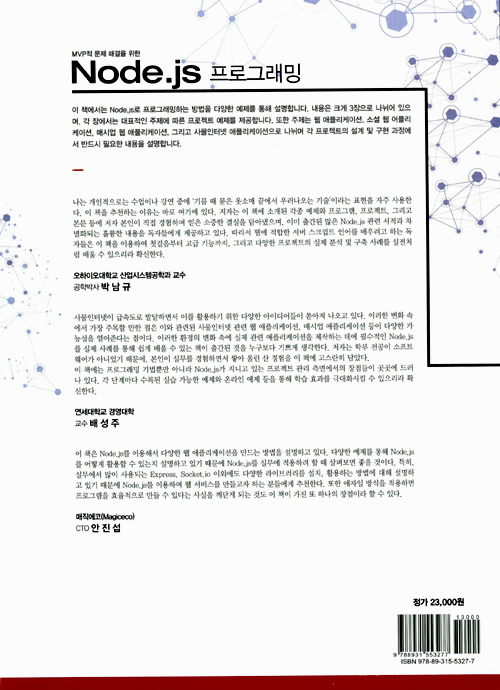 MVP적 문제 해결을 위한
Node.js 프로그래밍
이 책에서는 Node.js로 프로그래밍하는 방법을 다양한 예제를 통해 설명합니다. 내용은 크게 3장으로 나뉘어 있으
며, 각 장에서는 대표적인 주제에 따른 프로젝트 예제를 제공합니다. 또한 주제는 웹 애플리케이션, 소셜 웹 어플리
케이션, 매시업 웹 애플리케이션, 그리고 사물인터넷 애플리케이션으로 나뉘며 각 프로젝트의 설계 및 구현 과정에
서 반드시 필요한 내용을 설명합니다.
나는 개인적으로는 수업이나 강연 중에 '기름 때 묻은 옷소매 끝에서 우러나오는 기술'이라는 표현을 자주 사용한
다. 이 책을 추천하는 이유는 바로 여기에 있다. 저자는 이 책에 소개된 각종 예제와 프로그램, 프로젝트, 그리고
본문 등에 저자 본인이 직접 경험하며 얻은 소중한 결실을 담아냈으며, 이미 출간된 많은 Node.js 관련 서적과 차
별화되는 훌륭한 내용을 독자들에게 제공하고 있다. 따라서 웹에 적합한 서버 스크립트 언어를 배우려고 하는 독
자들은 이 책을 이용하여 첫걸음부터 고급 기능까지, 그리고 다양한 프로젝트의 실제 분석 및 구축 사례를 실전처
럼 배울 수 있으리라 확신한다.
오하이오대학교 산업시스템공학과 교수
공학박사 박 남 규
사물인터넷이 급속도로 발달하면서 이를 활용하기 위한 다양한 아이디어들이 쏟아져 나오고 있다. 이러한 변화 속
에서 가장 주목할 만한 점은 이와 관련된 사물인터넷 관련 웹 애플리케이션, 매시업 애플리케이션 등이 다양한 가
능성을 열어준다는 점이다. 이러한 환경의 변화 속에 실제 관련 애플리케이션을 제작하는 데에 필수적인 Node.js
를 실제 사례를 통해 쉽게 배울 수 있는 책이 출간된 것을 누구보다 기쁘게 생각한다. 저자는 학부 전공이 소프트
웨어가 아니었기 때문에, 본인이 실무를 경험하면서 쌓아 올린 산 경험을 이 책에 고스란히 담았다.
이 책에는 프로그래밍 기법뿐만 아니라 Node.js가 지니고 있는 프로젝트 관리 측면에서의 장점들이 곳곳에 드러
나 있다. 각 단계마다 수록된 실습 가능한 예제와 온라인 예제 등을 통해 학습 효과를 극대화시킬 수 있으리라 확
신한다.
연세대학교 경영대학
교수 배 성 주
이 책은 Node.js를 이용해서 다양한 웹 애플리케이션을 만드는 방법을 설명하고 있다. 다양한 예제를 통해 Node.js
를 어떻게 활용할 수 있는지 설명하고 있기 때문에 Node.js를 실무에 적용하려 할 때 살펴보면 좋을 것이다. 특히,
실무에서 많이 사용되는 Express, Socket.io 이외에도 다양한 라이브러리를 설치, 활용하는 방법에 대해 설명하
고 있기 때문에 Node.js를 이용하여 웹 서비스를 만들고자 하는 분들에게 추천한다. 또한 애자일 방식을 적용하면
프로그램을 효율적으로 만들 수 있다는 사실을 깨닫게 되는 것도 이 책이 가진 또 하나의 장점이라 할 수 있다.
매직에코(Magiceco)
CTO 안 진 섭
정가 23,000원
13000
9 788931 553277
ISBN 978-89-315-5327-7